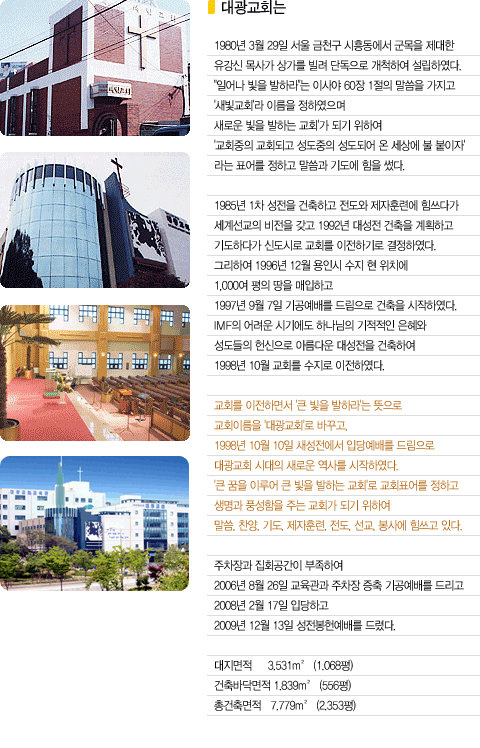 대광교회는
1980년 3월 29일 서울 금천구 시흥동에서 군목을 제대한
유강신 목사가 상가를 빌려 단독으로 개척하여 설립하였다.
"일어나 빛을 발하라"는 이사야 60장 1절의 말씀을 가지고
'새빛교회'라 이름을 정하였으며
새로운 빛을 발하는 교회'가 되기 위하여
'교회중의 교회되고 성도중의 성도되어 온 세상에 불 붙이자'
라는 표어를 정하고 말씀과 기도에 힘을 썼다.
1985년 1차 성전을 건축하고 전도와 제자훈련에 힘쓰다가
세계선교의 비전을 갖고 1992년 대성전 건축을 계획하고
기도하다가 신도시로 교회를 이전하기로 결정하였다.
그리하여 1996년 12월 용인시 수지 현 위치에
1,000여 평의 땅을 매입하고
1997년 9월 7일 기공예배를 드림으로 건축을 시작하였다.
IMF의 어려운 시기에도 하나님의 기적적인 은혜와
성도들의 헌신으로 아름다운 대성전을 건축하여
1998년 10월 교회를 수지로 이전하였다.
교회를 이전하면서 '큰 빛을 발하라'는 뜻으로
교회이름을 '대광교회'로 바꾸고,
1998년 10월 10일 새성전에서 입당예배를 드림으로
대광교회 시대의 새로운 역사를 시작하였다.
'큰 꿈을 이루어 큰 빛을 발하는 교회'로 교회표어를 정하고
생명과 풍성함을 주는 교회가 되기 위하여
말씀, 찬양, 기도, 제자훈련, 전도, 선교, 봉사에 힘쓰고 있다.
주차장과 집회공간이 부족하여
2006년 8월 26일 교육관과 주차장 증축 기공예배를 드리고
2008년 2월 17일 입당하고
2009년 12월 13일 성전봉헌예배를 드렸다.
대지면적 3,531㎡ (1,068평)
건축바닥면적 1,839㎡ (556평)
총건축면적 7,779㎡ (2,353평)